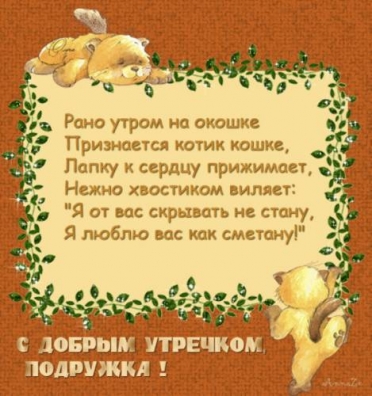 Рано утром на окошке
Признается котик кошке,
Лапку к сердцу прижимает,
Нежно хвостиком виляет:
"Я от вас скрывать не стану,
Я люблю вас как сметану!"
С ДОБРЫМ УТРЕЧКОМ,
ПОДРУЖКА !